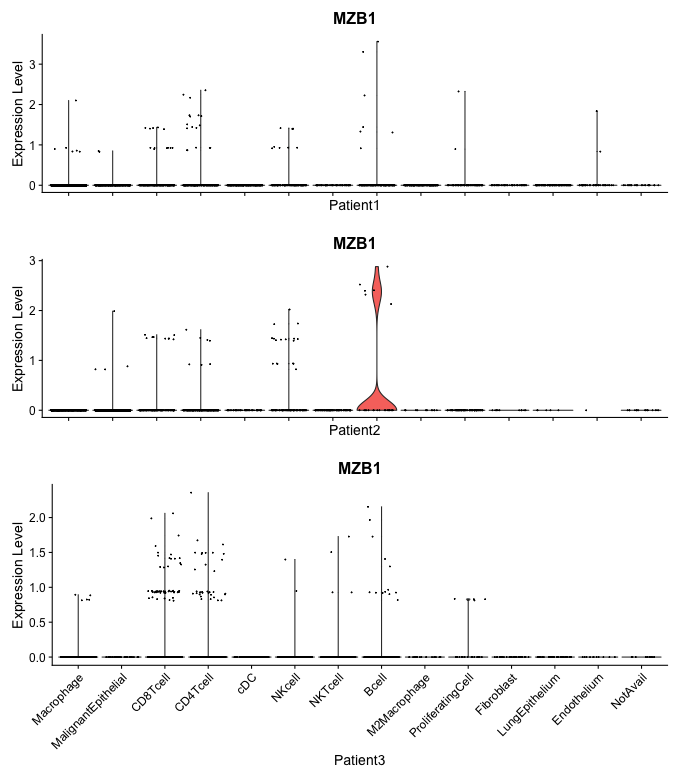 MZB1
Expression Level
3
2
1
0
Patient1
MZB1
Expression Level
3
2
1
0
Patient2
MZB1
Expression Level
2.0
1.5
1.0
0.5
0.0
Macrophage
MalignantEpithelial
CD8Tcell
CD4Tcell
cDC
NKcell
NKTcell
Bcell
M2Macrophage
ProliferatingCell
Fibroblast
LungEpithelium
Endothelium
NotAvail
Patient3